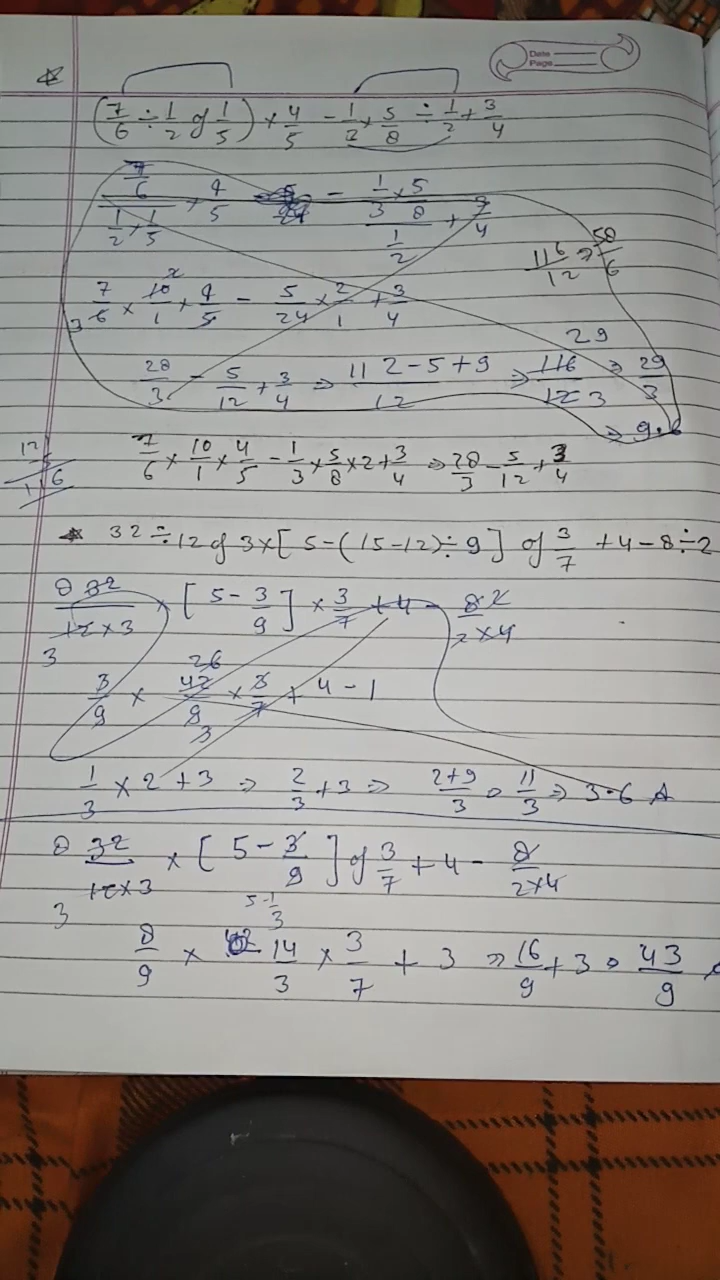 Date
Page
(7/6 ÷ 1/2 of 1/5) × 4/5 - 1/3 × 5/8 ÷ 1/2 + 3/4
7/6 / 1/2 × 1/5 × 4/5 - 1/3 × 5/8 / 1/2 + 3/4
116/12 ⇒ 58/6
7/6 × 10/1 × 4/5 - 5/24 × 2/1 + 3/4
28/3 - 5/12 + 3/4 ⇒ 112-5+9/12 ⇒ 116/12 ⇒ 29/3
⇒ 9.6
7/6 × 10/1 × 4/5 - 1/3 × 5/8 × 2 + 3/4 ⇒ 28/3 - 5/12 + 3/4
32 ÷ 12 of 3 × [5-(15-12) ÷ 9] of 3/7 + 4 - 8 ÷ 2
32/12×3 × [5 - 3/9] × 3/7 + 4 - 8/2×4
3/9 × 42/9 × 3/7 + 4 - 1
1/3 × 2 + 3 ⇒ 2/3 + 3 ⇒ 2+9/3 ⇒ 11/3 ⇒ 3.6 A
32/12×3 × [5 - 3/9] of 3/7 + 4 - 8/2×4
5-1/3
8/9 × 14/3 × 3/7 + 3 ⇒ 16/9 + 3 ⇒ 43/9